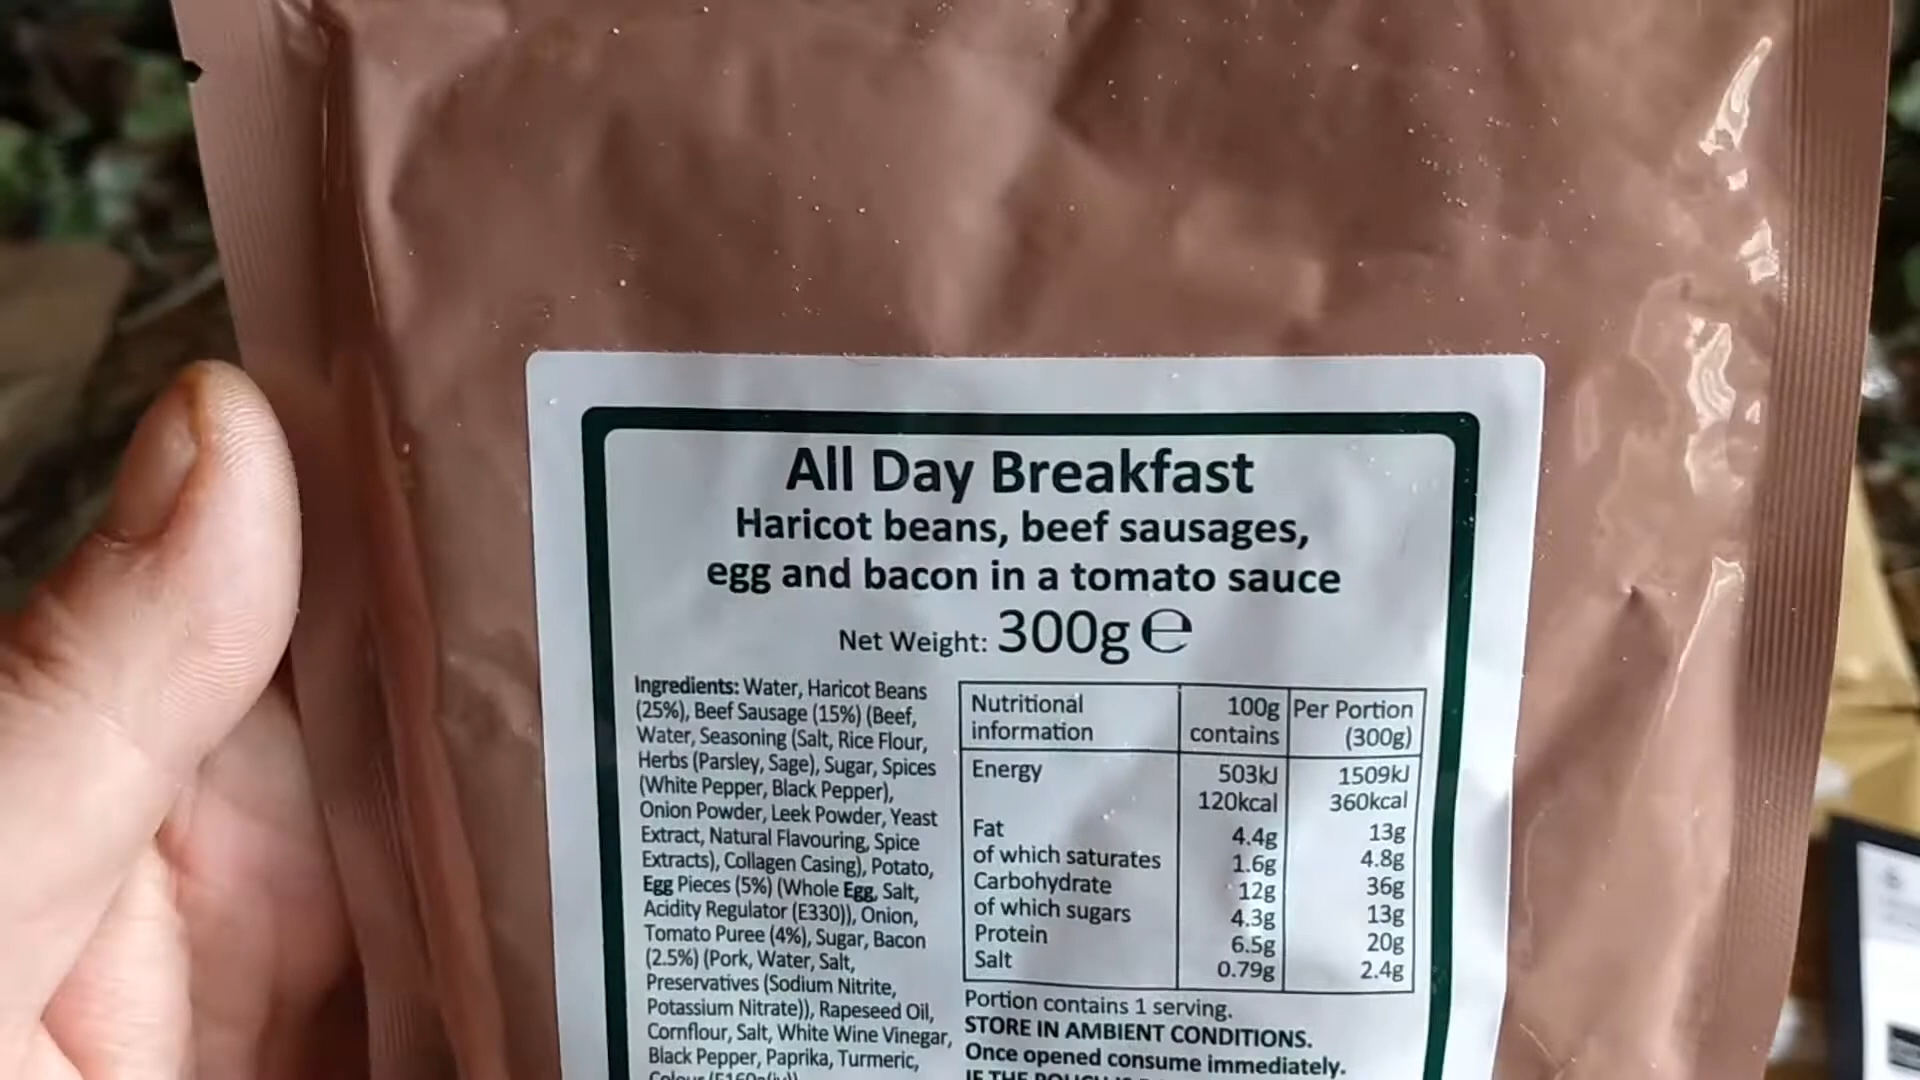 All Day Breakfast
Haricot beans, beef sausages,
egg and bacon in a tomato sauce
Net Weight: 300g ℮
Ingredients: Water, Haricot Beans
(25%), Beef Sausage (15%) (Beef,
Water, Seasoning (Salt, Rice Flour,
Herbs (Parsley, Sage), Sugar, Spices
(White Pepper, Black Pepper),
Onion Powder, Leek Powder, Yeast
Extract, Natural Flavouring, Spice
Extracts), Collagen Casing), Potato,
Egg Pieces (5%) (Whole Egg, Salt,
Acidity Regulator (E330)), Onion,
Tomato Puree (4%), Sugar, Bacon
(2.5%) (Pork, Water, Salt,
Preservatives (Sodium Nitrite,
Potassium Nitrate)), Rapeseed Oil,
Cornflour, Salt, White Wine Vinegar,
Black Pepper, Paprika, Turmeric,
Colour
Nutritional information 100g contains Per Portion (300g)
Energy 503kJ 1509kJ
120kcal 360kcal
Fat 4.4g 13g
of which saturates 1.6g 4.8g
Carbohydrate 12g 36g
of which sugars 4.3g 13g
Protein 6.5g 20g
Salt 0.79g 2.4g
Portion contains 1 serving.
STORE IN AMBIENT CONDITIONS.
Once opened consume immediately.
IF THE POUCH